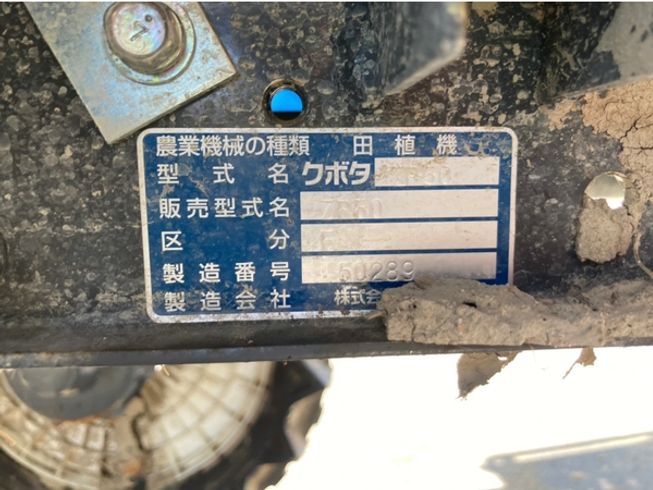 農業機械の種類 田植機
型式名 クボタ
販売型式名
区分
製造番号 50289
製造会社 株式会